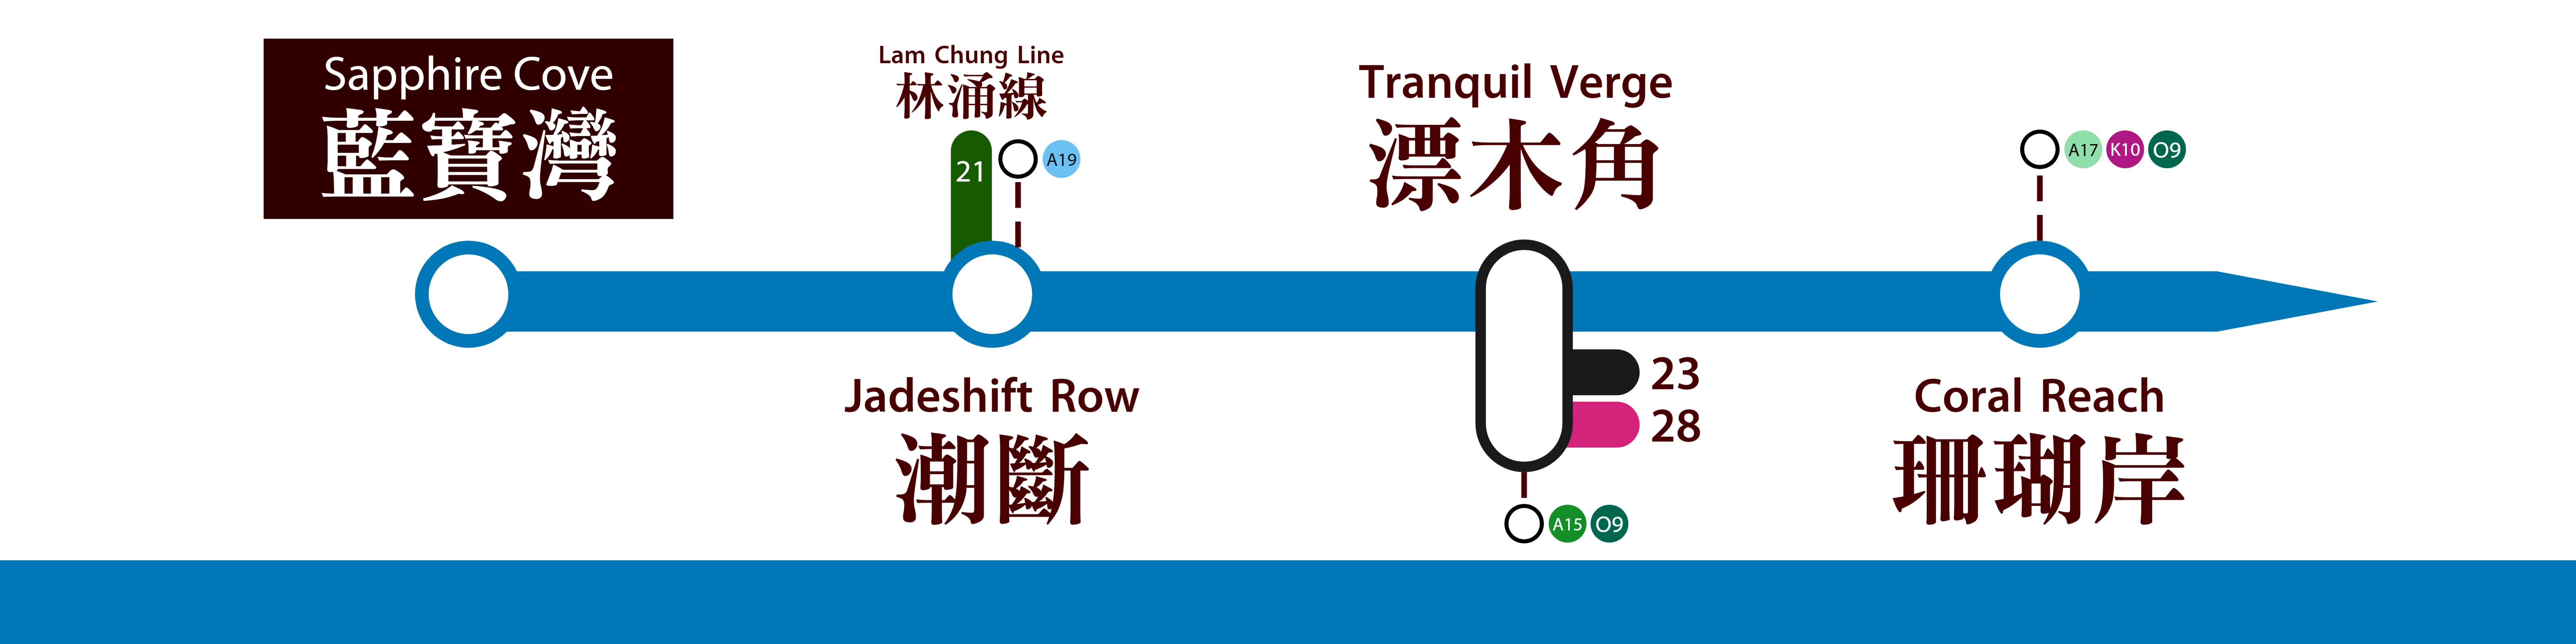 Sapphire Cove
藍寶灣
Lam Chung Line
林涌線
21
A19
Jadeshift Row
潮斷
Tranquil Verge
漂木角
23
28
A15 O9
A17 K10 O9
Coral Reach
珊瑚岸